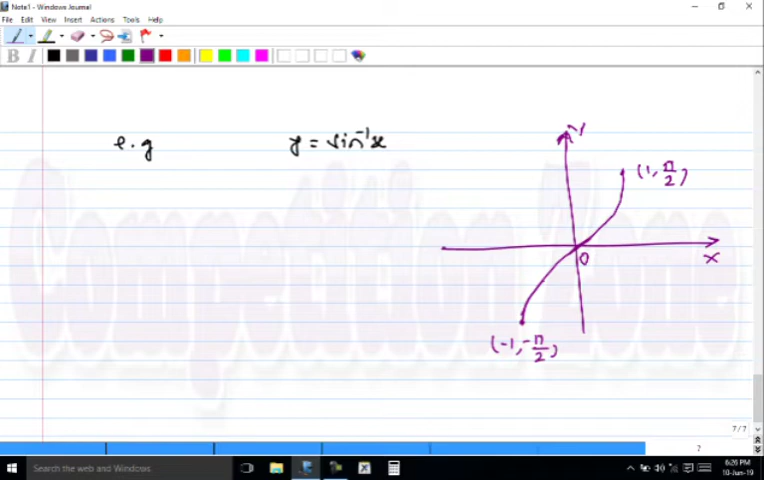 Note1 - Windows Journal
File Edit View Insert Actions Tools Help
B I
e.g y = sin⁻¹x
Y
(1, π/2)
O
X
(-1, -π/2)
Competition Zone
7/7
7
Search the web and Windows
6:26 PM
10-Jun-19